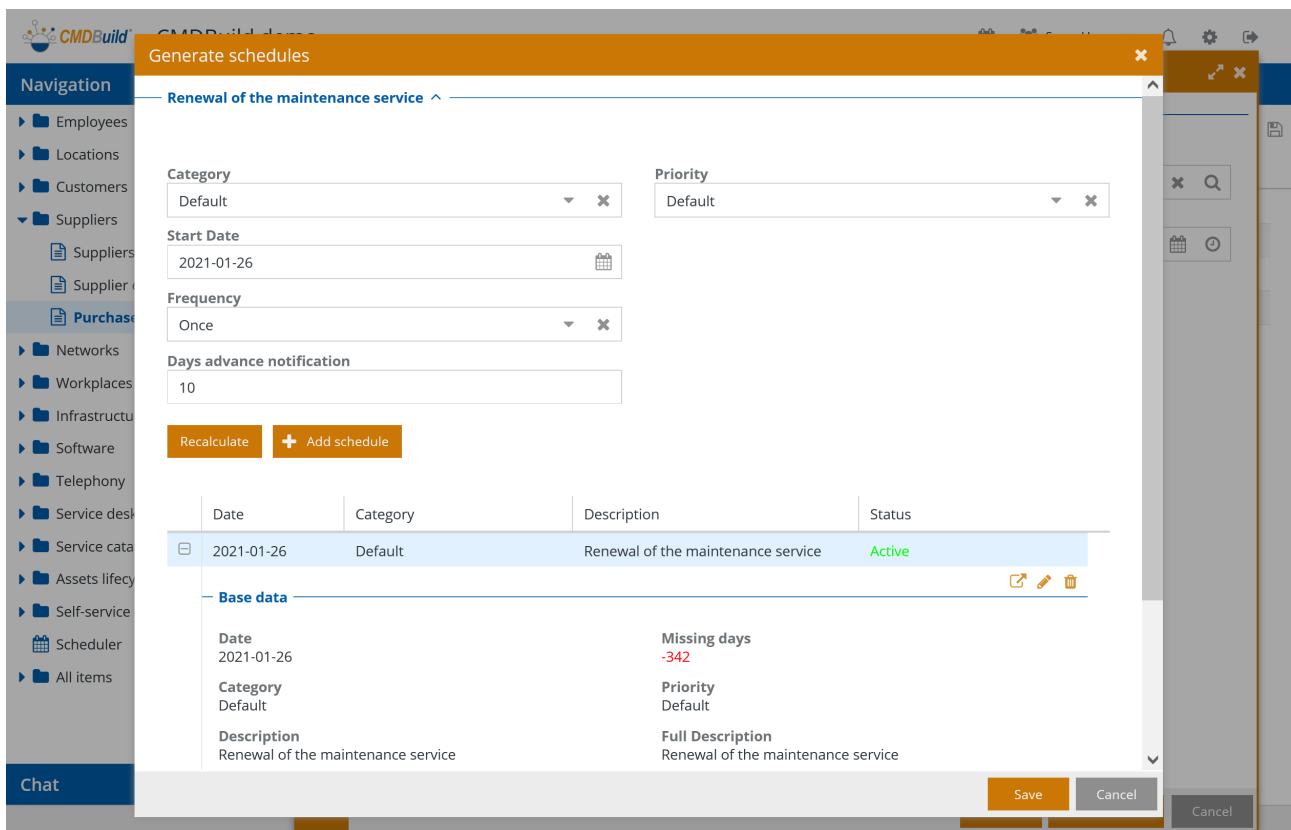 CMDBuild
CMDBuild demo
Generate schedules
Navigation
Employees
Locations
Customers
Suppliers
Suppliers
Supplier
Purchase
Networks
Workplaces
Infrastructu
Software
Telephony
Service desk
Service cata
Assets lifecy
Self-service
Scheduler
All items
Chat
Renewal of the maintenance service
Category
Priority
Default
Default
Start Date
2021-01-26
Frequency
Once
Days advance notification
10
Recalculate
Add schedule
Date Category Description Status
2021-01-26 Default Renewal of the maintenance service Active
Base data
Date
Missing days
2021-01-26
-342
Category
Priority
Default
Default
Description
Full Description
Renewal of the maintenance service
Renewal of the maintenance service
Save
Cancel
Cancel